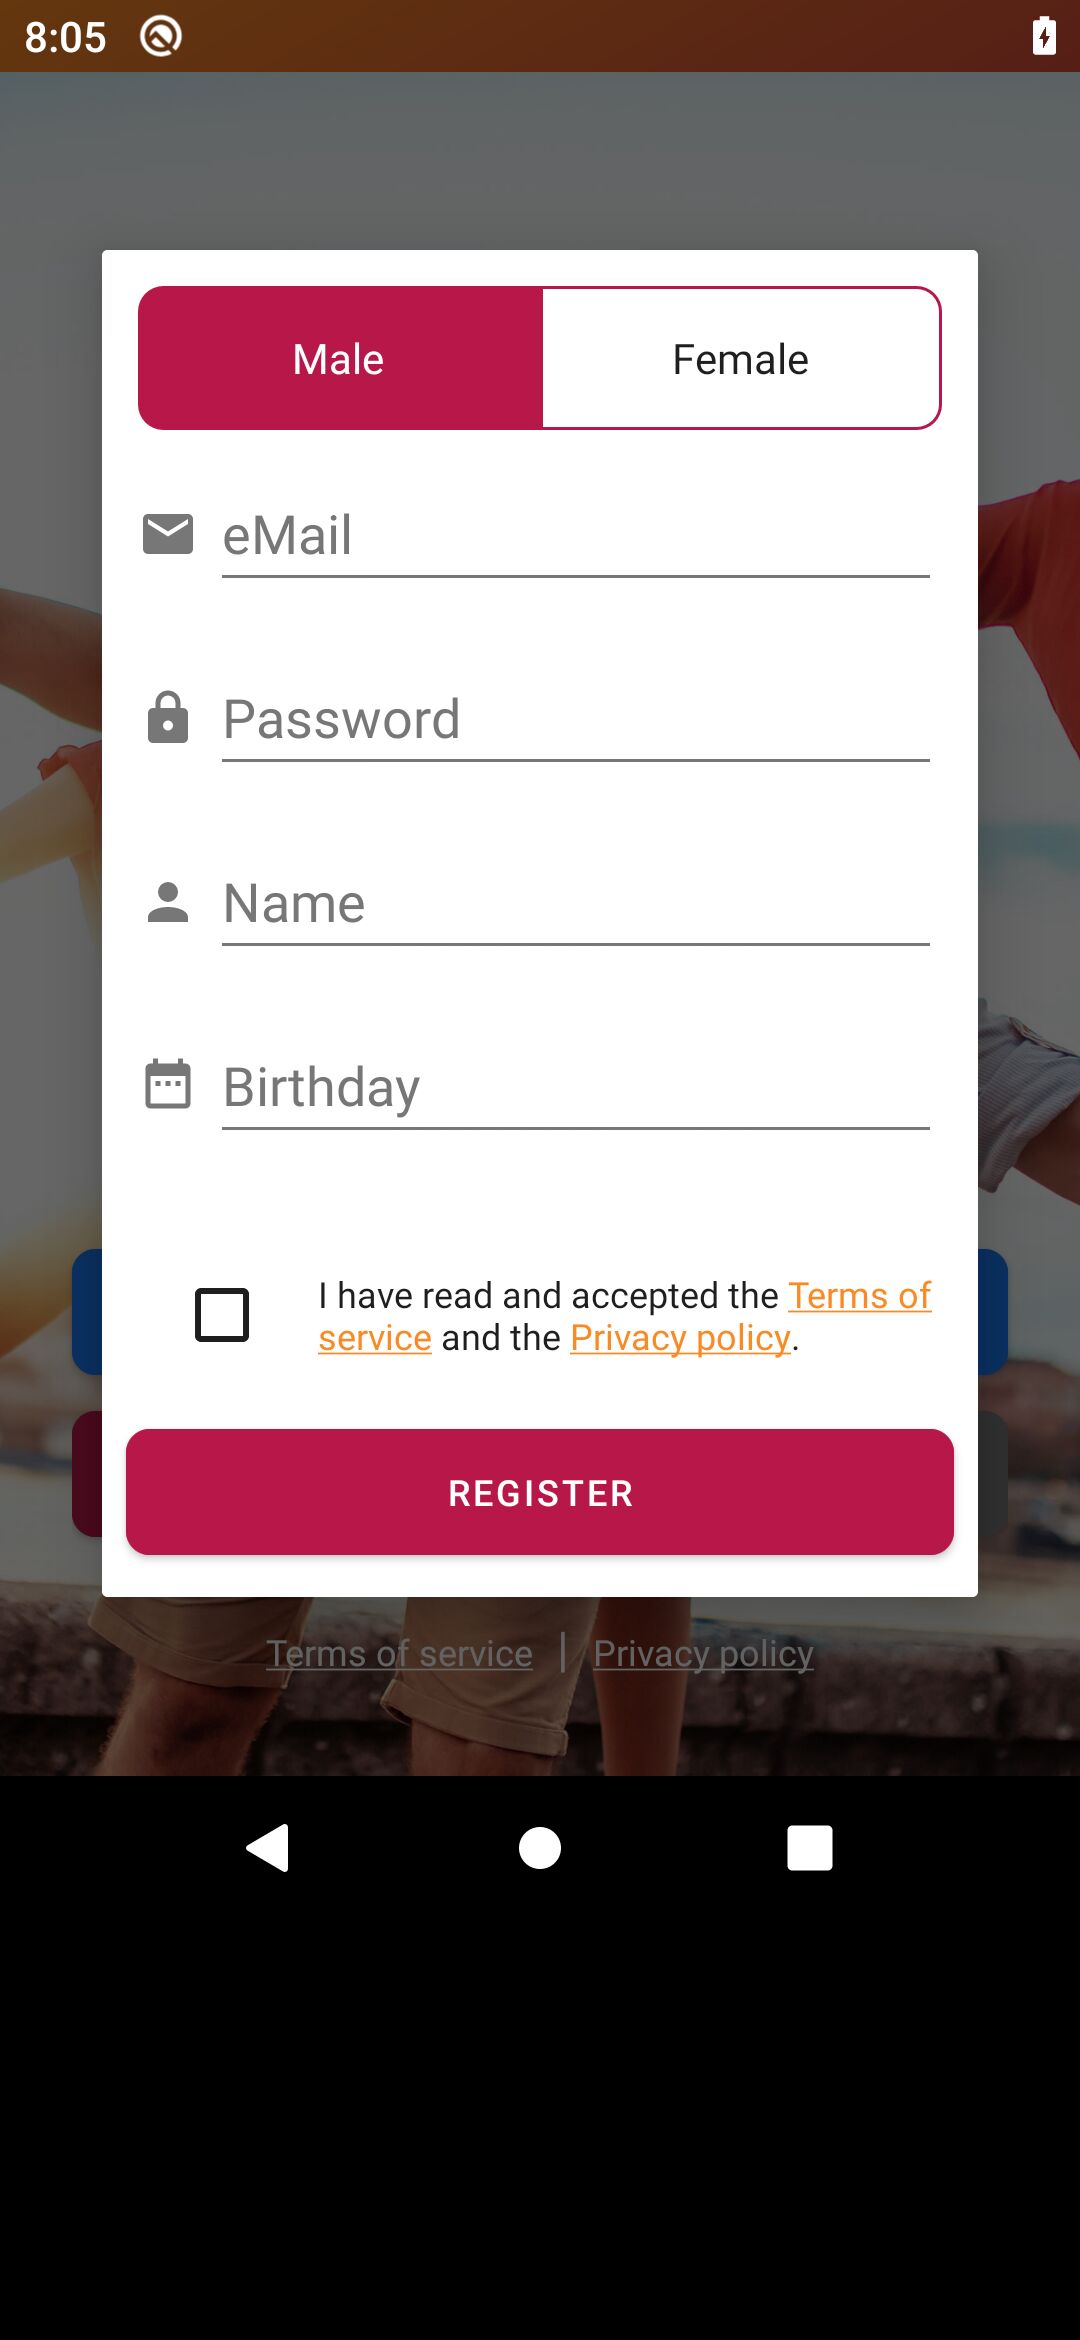 8:05
Male
Female
eMail
Password
Name
Birthday
I have read and accepted the Terms of
service and the Privacy policy.
REGISTER
Terms of service | Privacy policy